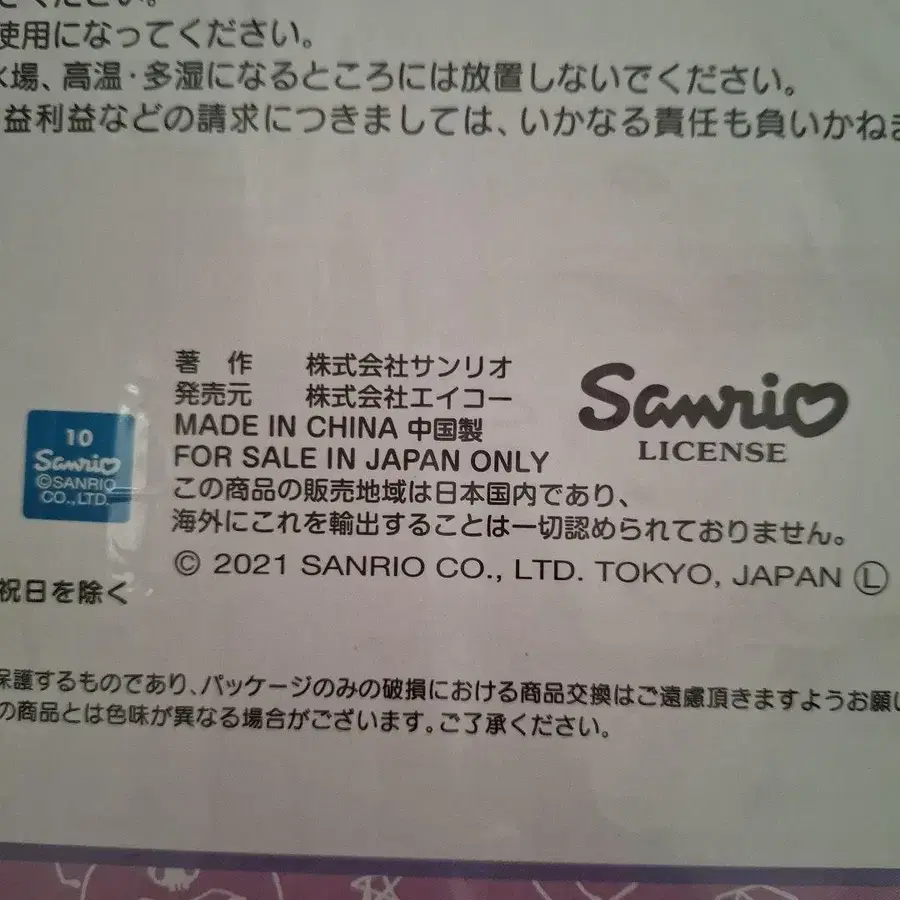 ください。
使用になってください。
水場、高温・多湿になるところには放置しないでください。
益利益などの請求につきましては、いかなる責任も負いかねま
著 作 株式会社サンリオ
発売元 株式会社エイコー
MADE IN CHINA 中国製
FOR SALE IN JAPAN ONLY
この商品の販売地域は日本国内であり、
海外にこれを輸出することは一切認められておりません。
© 2021 SANRIO CO., LTD. TOKYO, JAPAN Ⓛ
Sanrio
LICENSE
10
Sanrio
©SANRIO
CO.,LTD.
祝日を除く
保護するものであり、パッケージのみの破損における商品交換はご遠慮頂きますようお願い
の商品とは色味が異なる場合がございます。ご了承ください。